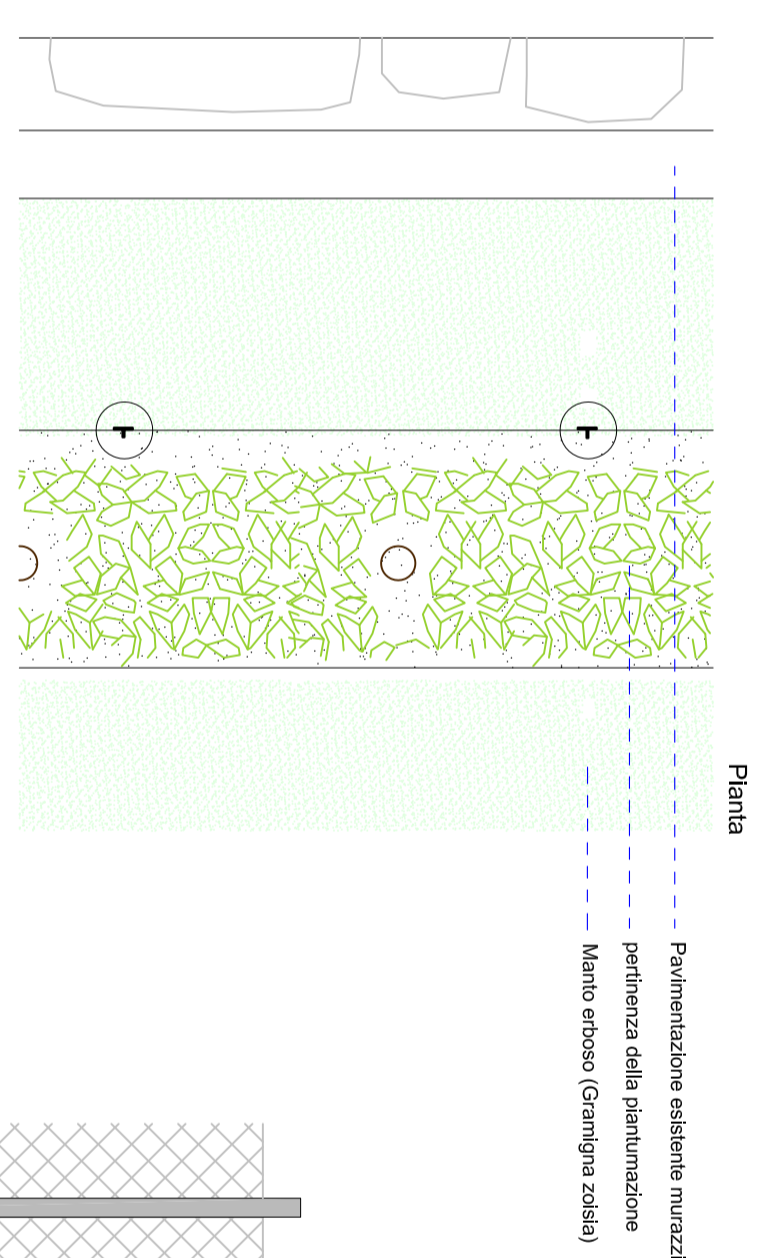 Pianta
Pavimentazione esistente murazzi
pertinenza della piantumazione
Manto erboso (Gramigna zoisia)